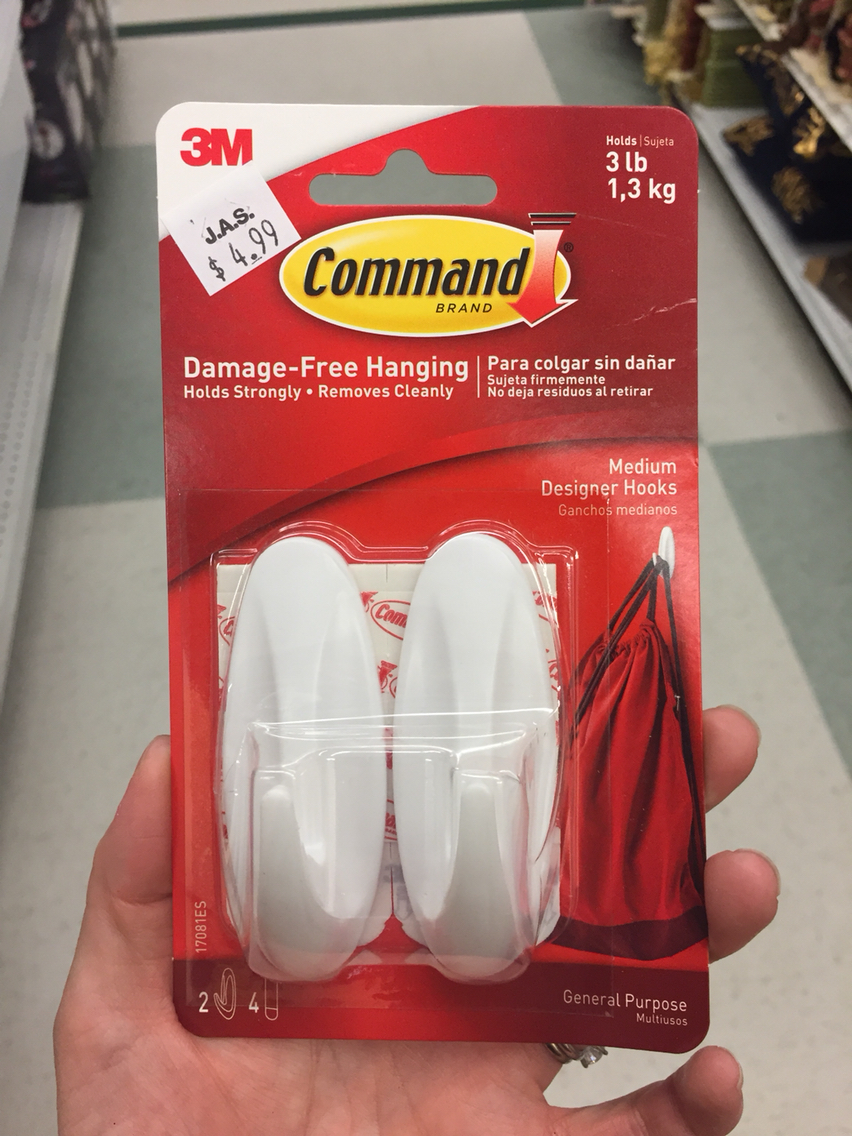 3M
Holds | Sujeta
3 lb
1,3 kg
J.A.S.
$ 4.99
Command
®
BRAND
Damage-Free Hanging
Holds Strongly • Removes Cleanly
Para colgar sin dañar
Sujeta firmemente
No deja residuos al retirar
Medium
Designer Hooks
Ganchos medianos
Com
17081ES
2 4
General Purpose
Multiusos